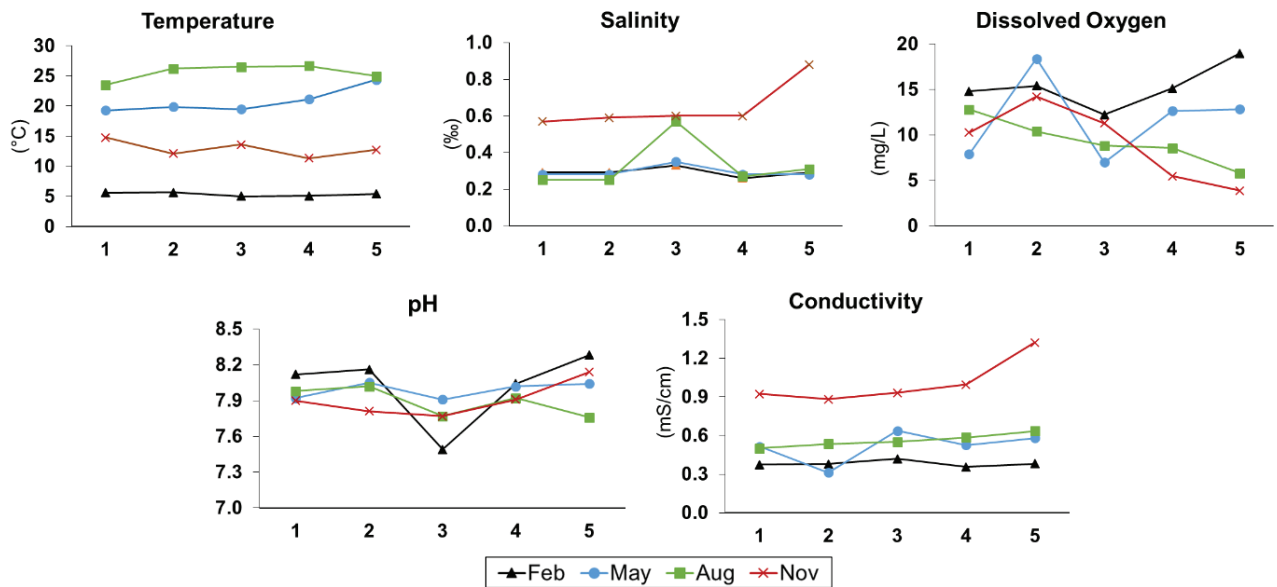 Temperature
30
25
20
15
10
5
0
(°C)
1 2 3 4 5
Salinity
1.0
0.8
0.6
0.4
0.2
0.0
(‰)
1 2 3 4 5
Dissolved Oxygen
20
15
10
5
0
(mg/L)
1 2 3 4 5
pH
8.5
8.2
7.9
7.6
7.3
7.0
1 2 3 4 5
Conductivity
1.5
1.2
0.9
0.6
0.3
0.0
(mS/cm)
1 2 3 4 5
Feb May Aug Nov